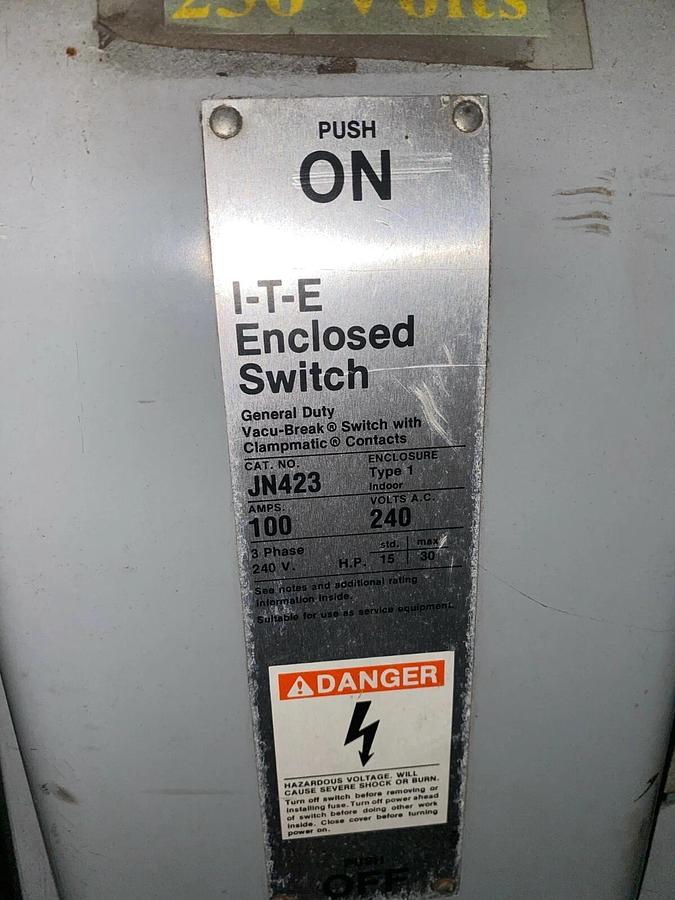 230 Volts
PUSH
ON
I-T-E
Enclosed
Switch
General Duty
Vacu-Break® Switch with
Clampmatic® Contacts
CAT. NO.
JN423
ENCLOSURE
Type 1
Indoor
AMPS.
100
VOLTS A.C.
240
3 Phase
240 V.
H.P.
std. max
15 30
See notes and additional rating
information inside.
Suitable for use as service equipment.
DANGER
HAZARDOUS VOLTAGE. WILL
CAUSE SEVERE SHOCK OR BURN.
Turn off switch before removing or
installing fuse. Turn off power ahead
of switch before doing other work
inside. Close cover before turning
power on.
PUSH
OFF